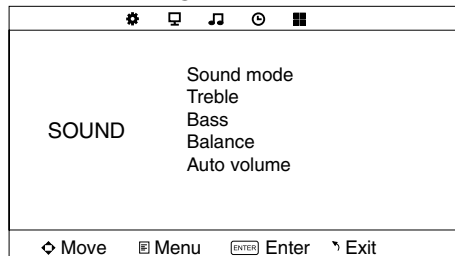 Sound mode
Treble
SOUND
Bass
Balance
Auto volume
Move Menu ENTER Enter Exit